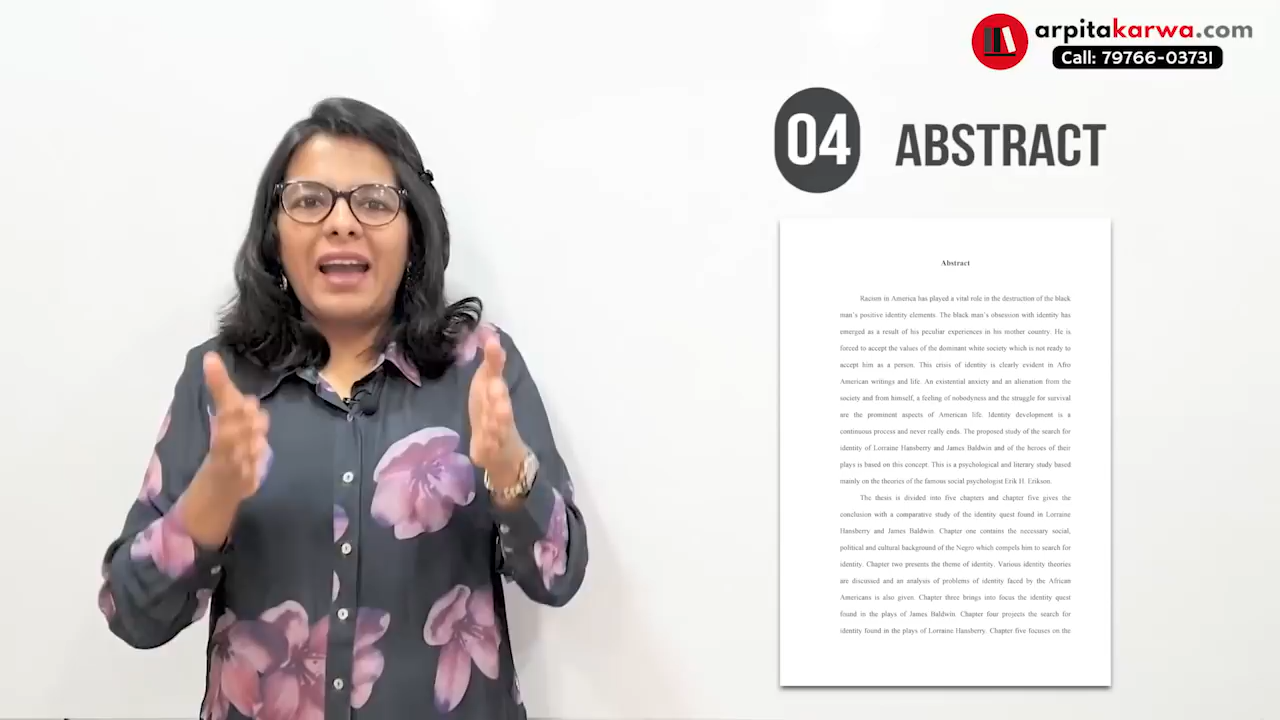 arpitakarwa.com
Call: 79766-03731
04 ABSTRACT
Abstract
Racism in America has played a vital role in the destruction of the black
man's positive identity elements. The black man's obsession with identity has
emerged as a result of his peculiar experiences in his mother country. He is
forced to accept the values of the dominant white society which is not ready to
accept him as a person. This crisis of identity is clearly evident in Afro
American writings and life. An existential anxiety and an alienation from the
society and from himself, a feeling of nobodyness and the struggle for survival
are the prominent aspects of American life. Identity development is a
continuous process and never really ends. The proposed study of the search for
identity of Lorraine Hansberry and James Baldwin and of the heroes of their
plays is based on this concept. This is a psychological and literary study based
mainly on the theories of the famous social psychologist Erik H. Erikson.
The thesis is divided into five chapters and chapter five gives the
conclusion with a comparative study of the identity quest found in Lorraine
Hansberry and James Baldwin. Chapter one contains the necessary social,
political and cultural background of the Negro which compels him to search for
identity. Chapter two presents the theme of identity. Various identity theories
are discussed and an analysis of problems of identity faced by the African
Americans is also given. Chapter three brings into focus the identity quest
found in the plays of James Baldwin. Chapter four projects the search for
identity found in the plays of Lorraine Hansberry. Chapter five focuses on the